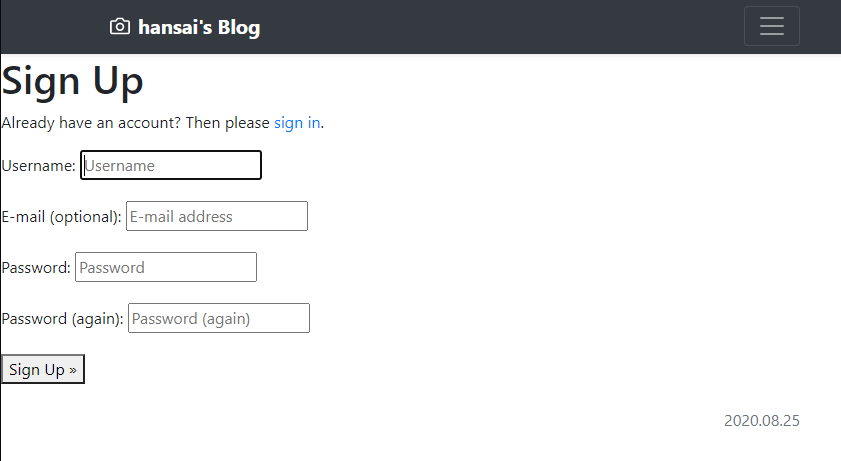 hansai's Blog
Sign Up
Already have an account? Then please sign in.
Username: Username
E-mail (optional): E-mail address
Password: Password
Password (again): Password (again)
Sign Up »
2020.08.25